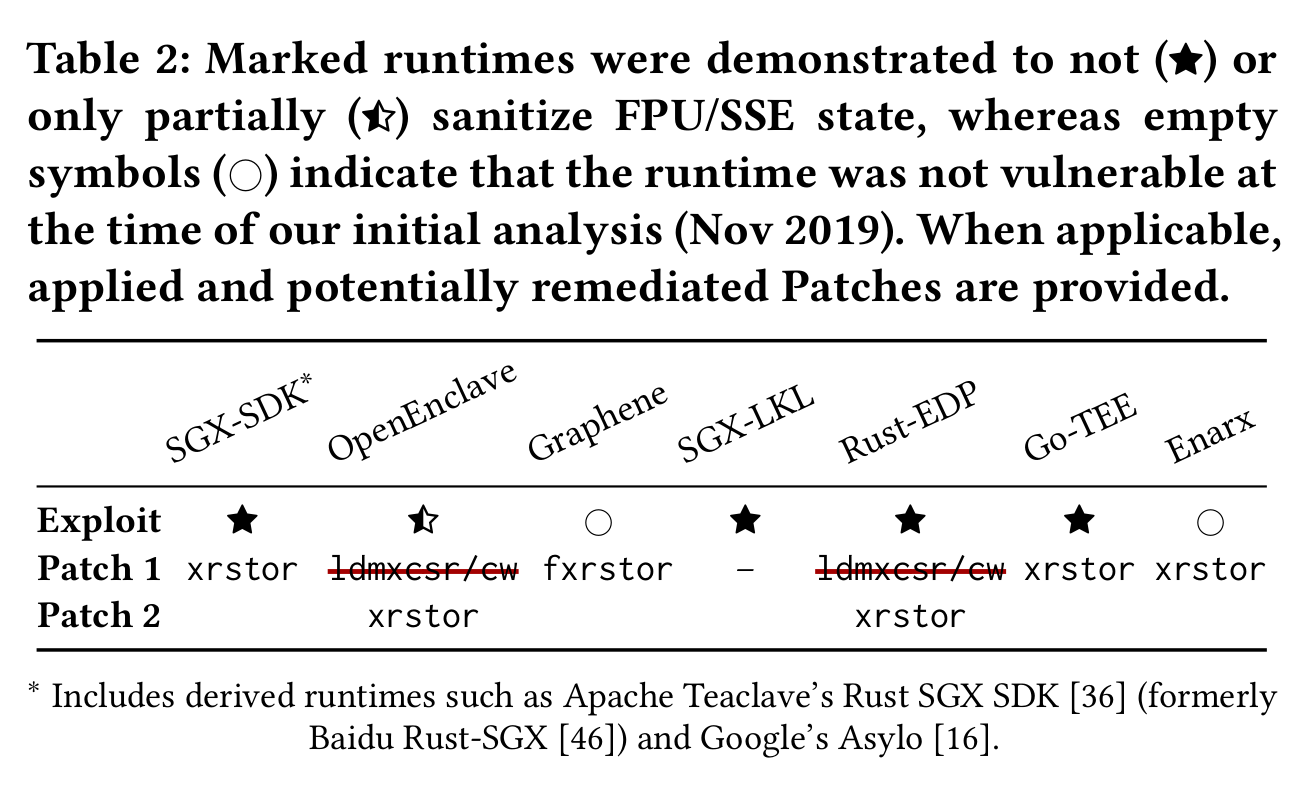 Table 2: Marked runtimes were demonstrated to not (★) or
only partially (⯪) sanitize FPU/SSE state, whereas empty
symbols (○) indicate that the runtime was not vulnerable at
the time of our initial analysis (Nov 2019). When applicable,
applied and potentially remediated Patches are provided.
SGX-SDK* OpenEnclave Graphene SGX-LKL Rust-EDP Go-TEE Enarx
Exploit ★ ⯪ ○ ★ ★ ★ ○
Patch 1 xrstor ldmxcsr/cw fxrstor – ldmxcsr/cw xrstor xrstor
Patch 2 xrstor xrstor
* Includes derived runtimes such as Apache Teaclave’s Rust SGX SDK [36] (formerly
Baidu Rust-SGX [46]) and Google’s Asylo [16].